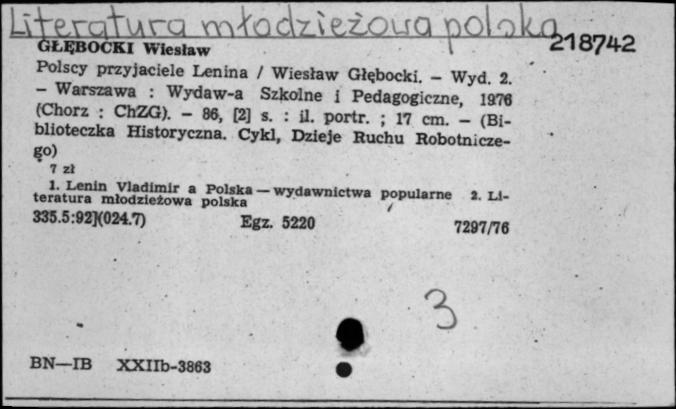 Literatura młodzieżowa polska
218742
GŁĘBOCKI Wiesław
Polscy przyjaciele Lenina / Wiesław Głębocki. — Wyd. 2.
— Warszawa : Wydaw-a Szkolne i Pedagogiczne, 1976
(Chorz : ChZG). — 86, [2] s. : il. portr. ; 17 cm. — (Bi-
blioteczka Historyczna. Cykl, Dzieje Ruchu Robotnicze-
go)
7 zł
1. Lenin Vladimir a Polska — wydawnictwa popularne 2. Li-
teratura młodzieżowa polska
335.5:92](024.7) Egz. 5220 7297/76
3
BN—IB XXIIb-3863